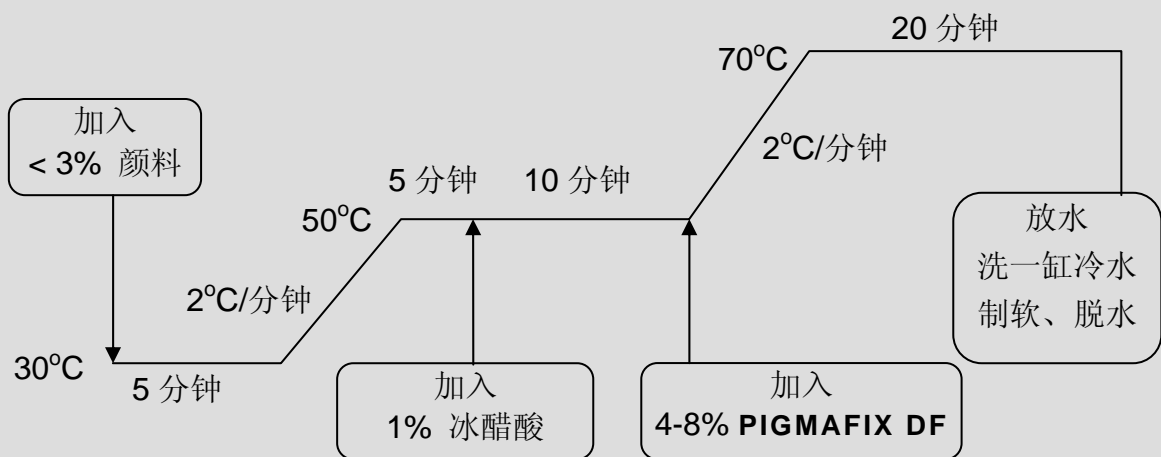 20 分钟
70°C
加入
< 3% 颜料
2°C/分钟
5 分钟
10 分钟
50°C
放水
洗一缸冷水
制软、脱水
2°C/分钟
30°C
5 分钟
加入
1% 冰醋酸
加入
4-8% PIGMAFIX DF